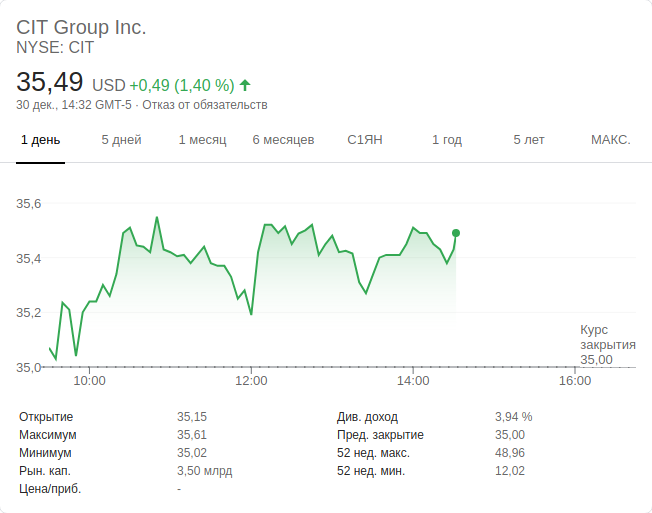 CIT Group Inc.
NYSE: CIT
35,49 USD +0,49 (1,40 %)
30 дек., 14:32 GMT-5 · Отказ от обязательств
1 день 5 дней 1 месяц 6 месяцев С1ЯН 1 год 5 лет МАКС.
35,6
35,4
35,2
35,0
Курс
закрытия
35,00
10:00 12:00 14:00 16:00
Открытие 35,15 Див. доход 3,94 %
Максимум 35,61 Пред. закрытие 35,00
Минимум 35,02 52 нед. макс. 48,96
Рын. кап. 3,50 млрд 52 нед. мин. 12,02
Цена/приб. -